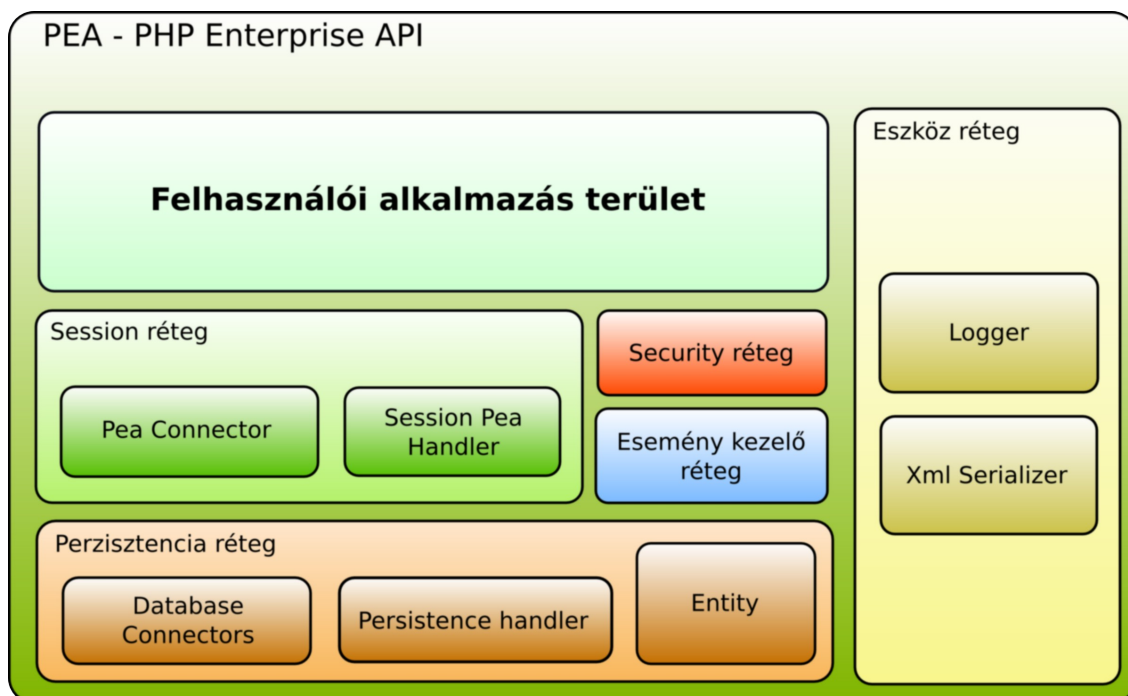 PEA - PHP Enterprise API
Felhasználói alkalmazás terület
Session réteg
Pea Connector
Session Pea
Handler
Security réteg
Esemény kezelő
réteg
Perzisztencia réteg
Database
Connectors
Persistence handler
Entity
Eszköz réteg
Logger
Xml Serializer